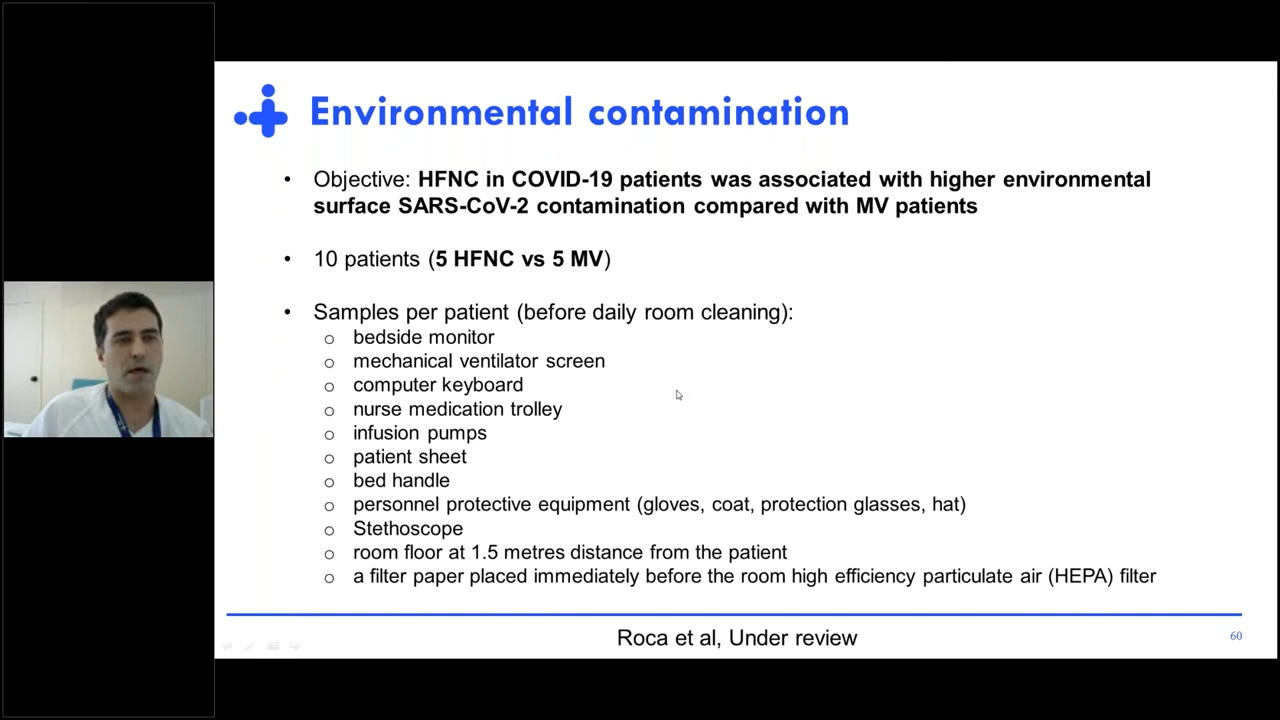 Environmental contamination
• Objective: HFNC in COVID-19 patients was associated with higher environmental
surface SARS-CoV-2 contamination compared with MV patients
• 10 patients (5 HFNC vs 5 MV)
• Samples per patient (before daily room cleaning):
o bedside monitor
o mechanical ventilator screen
o computer keyboard
o nurse medication trolley
o infusion pumps
o patient sheet
o bed handle
o personnel protective equipment (gloves, coat, protection glasses, hat)
o Stethoscope
o room floor at 1.5 metres distance from the patient
o a filter paper placed immediately before the room high efficiency particulate air (HEPA) filter
Roca et al, Under review
60